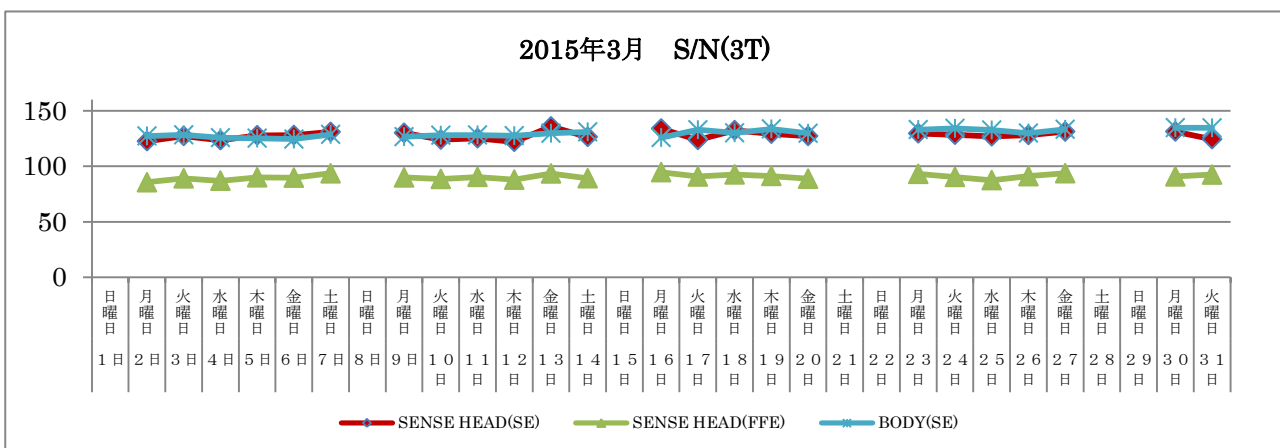 2015年3月　S/N(3T)
150
100
50
0
日曜日 月曜日 火曜日 水曜日 木曜日 金曜日 土曜日 日曜日 月曜日 火曜日 水曜日 木曜日 金曜日 土曜日 日曜日 月曜日 火曜日 水曜日 木曜日 金曜日 土曜日 日曜日 月曜日 火曜日 水曜日 木曜日 金曜日 土曜日 日曜日 月曜日 火曜日
1日 2日 3日 4日 5日 6日 7日 8日 9日 10日 11日 12日 13日 14日 15日 16日 17日 18日 19日 20日 21日 22日 23日 24日 25日 26日 27日 28日 29日 30日 31日
SENSE HEAD(SE) SENSE HEAD(FFE) BODY(SE)